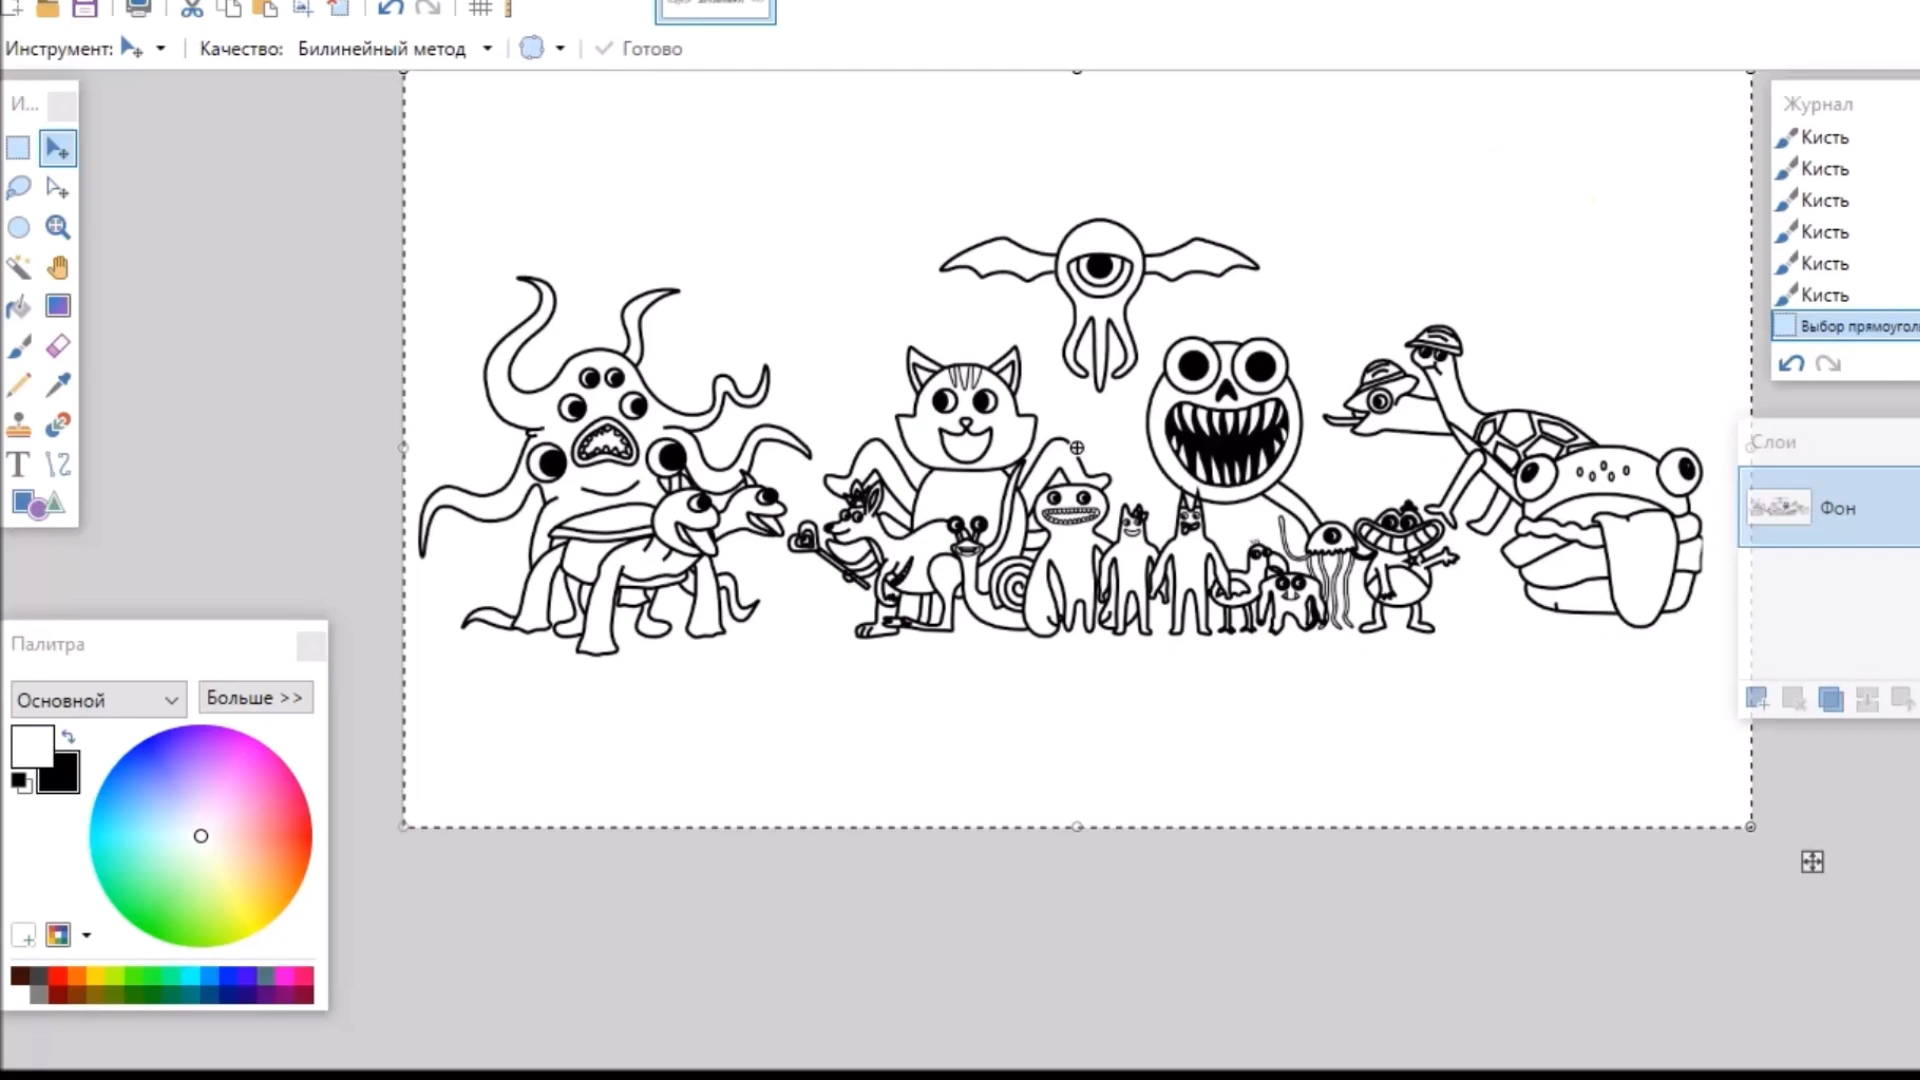 Инструмент:
Качество: Билинейный метод
Готово
И...
Журнал
Кисть
Кисть
Кисть
Кисть
Кисть
Кисть
Выбор прямоугол
Слои
Фон
Палитра
Основной
Больше >>